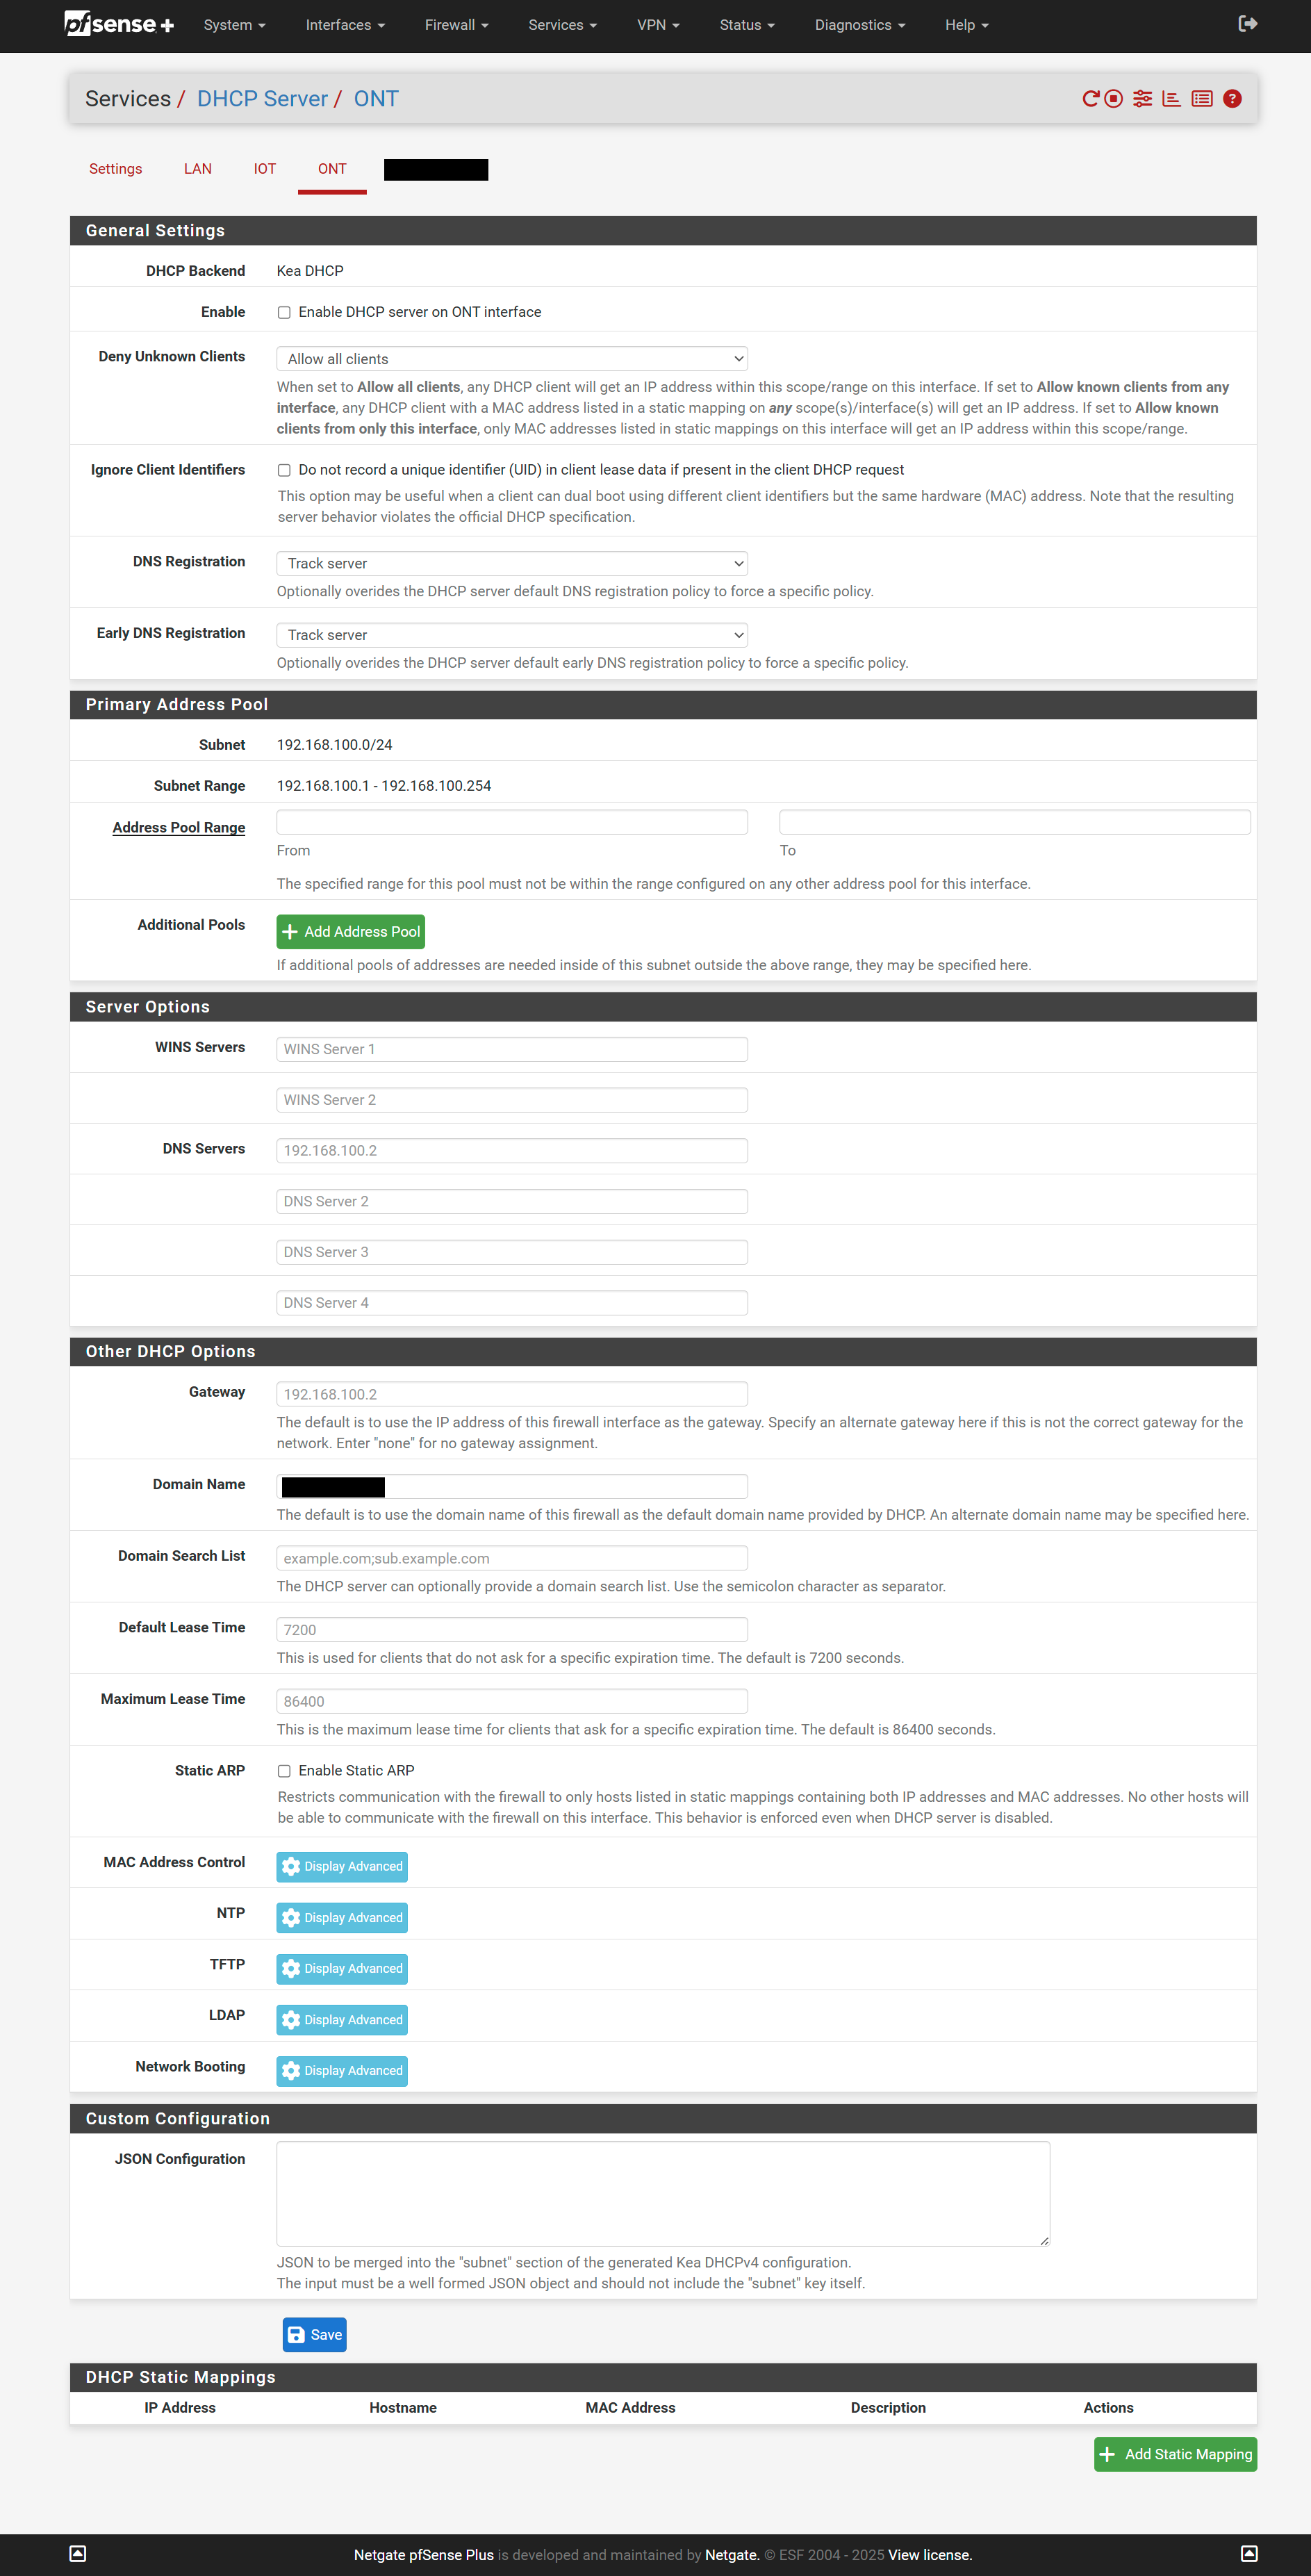 pfsense+ System Interfaces Firewall Services VPN Status Diagnostics Help
Services / DHCP Server / ONT
Settings LAN IOT ONT
General Settings
DHCP Backend Kea DHCP
Enable Enable DHCP server on ONT interface
Deny Unknown Clients Allow all clients
When set to Allow all clients, any DHCP client will get an IP address within this scope/range on this interface. If set to Allow known clients from any
interface, any DHCP client with a MAC address listed in a static mapping on any scope(s)/interface(s) will get an IP address. If set to Allow known
clients from only this interface, only MAC addresses listed in static mappings on this interface will get an IP address within this scope/range.
Ignore Client Identifiers Do not record a unique identifier (UID) in client lease data if present in the client DHCP request
This option may be useful when a client can dual boot using different client identifiers but the same hardware (MAC) address. Note that the resulting
server behavior violates the official DHCP specification.
DNS Registration Track server
Optionally overides the DHCP server default DNS registration policy to force a specific policy.
Early DNS Registration Track server
Optionally overides the DHCP server default early DNS registration policy to force a specific policy.
Primary Address Pool
Subnet 192.168.100.0/24
Subnet Range 192.168.100.1 - 192.168.100.254
Address Pool Range
From To
The specified range for this pool must not be within the range configured on any other address pool for this interface.
Additional Pools Add Address Pool
If additional pools of addresses are needed inside of this subnet outside the above range, they may be specified here.
Server Options
WINS Servers WINS Server 1
WINS Server 2
DNS Servers 192.168.100.2
DNS Server 2
DNS Server 3
DNS Server 4
Other DHCP Options
Gateway 192.168.100.2
The default is to use the IP address of this firewall interface as the gateway. Specify an alternate gateway here if this is not the correct gateway for the
network. Enter "none" for no gateway assignment.
Domain Name
The default is to use the domain name of this firewall as the default domain name provided by DHCP. An alternate domain name may be specified here.
Domain Search List example.com;sub.example.com
The DHCP server can optionally provide a domain search list. Use the semicolon character as separator.
Default Lease Time 7200
This is used for clients that do not ask for a specific expiration time. The default is 7200 seconds.
Maximum Lease Time 86400
This is the maximum lease time for clients that ask for a specific expiration time. The default is 86400 seconds.
Static ARP Enable Static ARP
Restricts communication with the firewall to only hosts listed in static mappings containing both IP addresses and MAC addresses. No other hosts will
be able to communicate with the firewall on this interface. This behavior is enforced even when DHCP server is disabled.
MAC Address Control Display Advanced
NTP Display Advanced
TFTP Display Advanced
LDAP Display Advanced
Network Booting Display Advanced
Custom Configuration
JSON Configuration
JSON to be merged into the "subnet" section of the generated Kea DHCPv4 configuration.
The input must be a well formed JSON object and should not include the "subnet" key itself.
Save
DHCP Static Mappings
IP Address Hostname MAC Address Description Actions
Add Static Mapping
Netgate pfSense Plus is developed and maintained by Netgate. © ESF 2004 - 2025 View license.